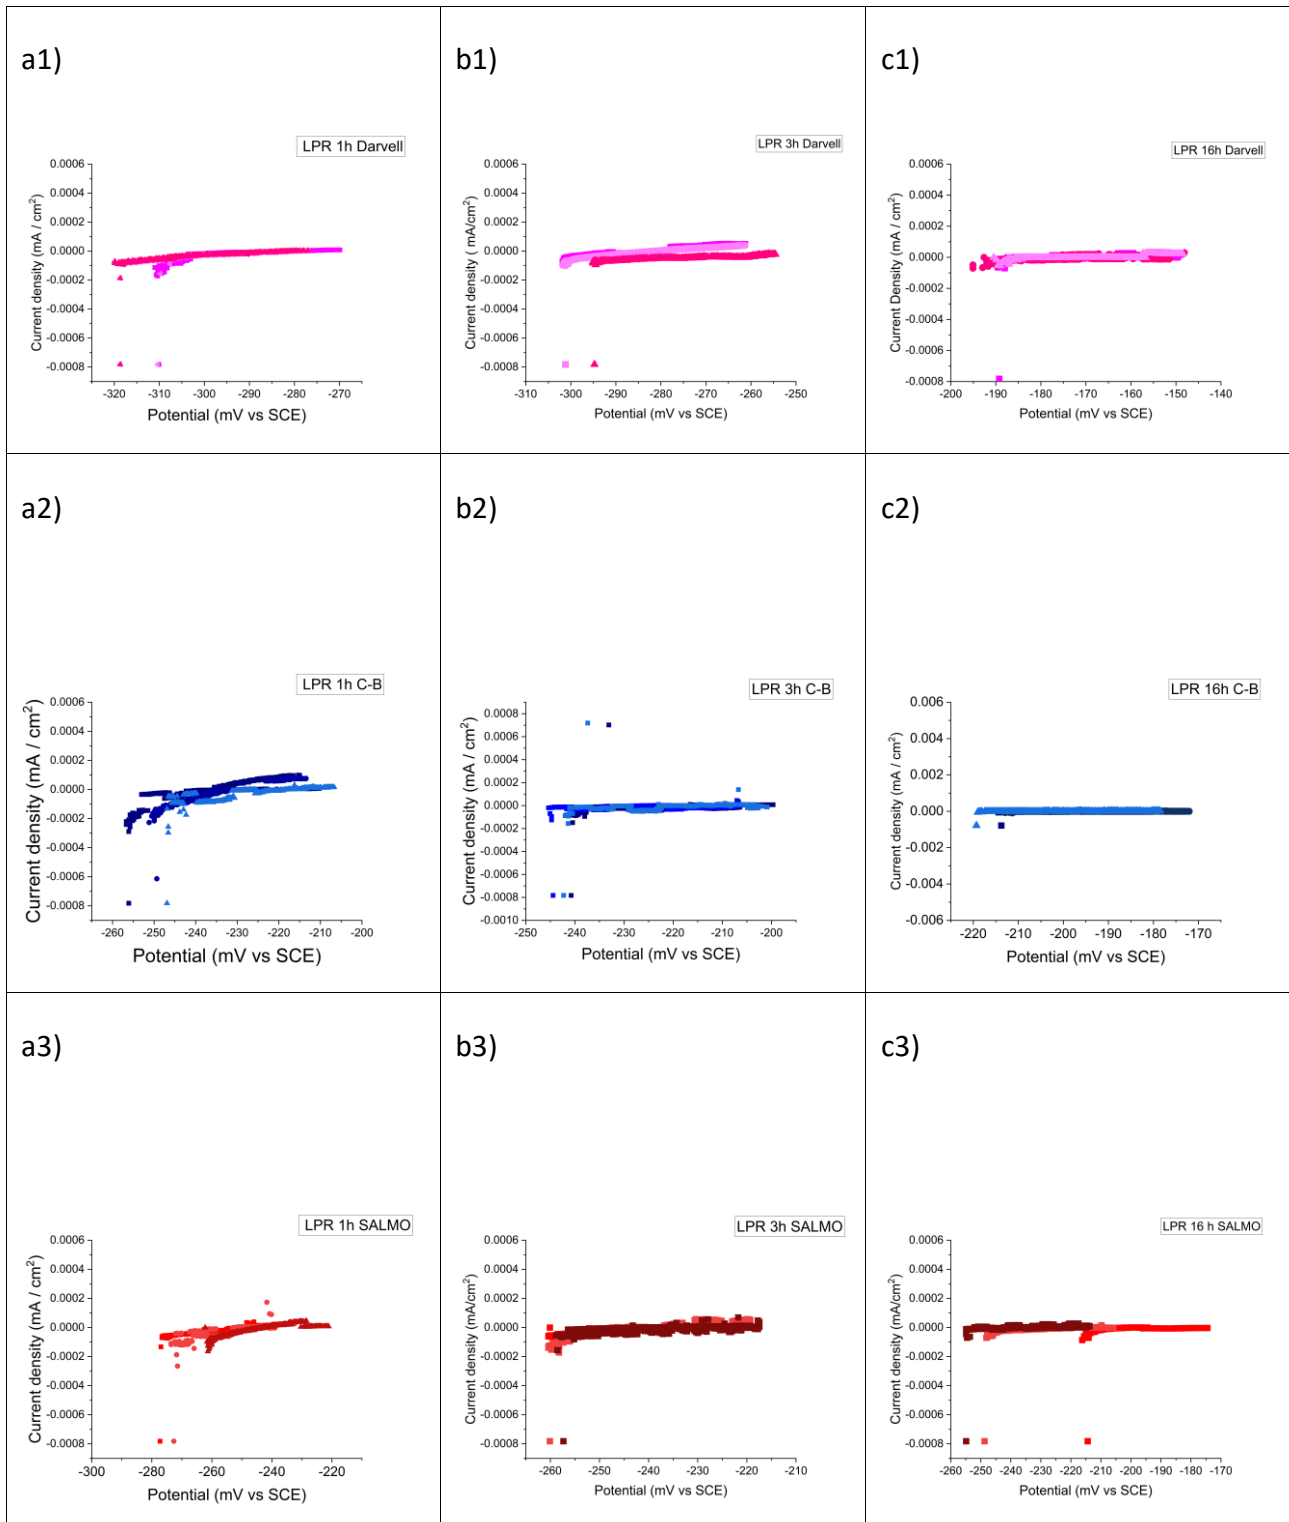 a1)
LPR 1h Darvell
0.0006
0.0004
0.0002
0.0000
-0.0002
-0.0004
-0.0006
-0.0008
Current density (mA / cm²)
-320 -310 -300 -290 -280 -270
Potential (mV vs SCE)
b1)
LPR 3h Darvell
0.0006
0.0004
0.0002
0.0000
-0.0002
-0.0004
-0.0006
-0.0008
Current density ( mA/cm²)
-310 -300 -290 -280 -270 -260 -250
Potential (mV vs SCE)
c1)
LPR 16h Darvell
0.0006
0.0004
0.0002
0.0000
-0.0002
-0.0004
-0.0006
-0.0008
Current Density (mA / cm²)
-200 -190 -180 -170 -160 -150 -140
Potential (mV vs SCE)
a2)
LPR 1h C-B
0.0006
0.0004
0.0002
0.0000
-0.0002
-0.0004
-0.0006
-0.0008
Current density (mA / cm²)
-260 -250 -240 -230 -220 -210 -200
Potential (mV vs SCE)
b2)
LPR 3h C-B
0.0008
0.0006
0.0004
0.0002
0.0000
-0.0002
-0.0004
-0.0006
-0.0008
-0.0010
Current density (mA / cm²)
-250 -240 -230 -220 -210 -200
Potential (mV vs SCE)
c2)
LPR 16h C-B
0.006
0.004
0.002
0.000
-0.002
-0.004
-0.006
Current density (mA / cm²)
-220 -210 -200 -190 -180 -170
Potential (mV vs SCE)
a3)
LPR 1h SALMO
0.0006
0.0004
0.0002
0.0000
-0.0002
-0.0004
-0.0006
-0.0008
Current density (mA / cm²)
-300 -280 -260 -240 -220
Potential (mV vs SCE)
b3)
LPR 3h SALMO
0.0006
0.0004
0.0002
0.0000
-0.0002
-0.0004
-0.0006
-0.0008
Current density (mA/cm²)
-260 -250 -240 -230 -220 -210
Potential (mV vs SCE)
c3)
LPR 16 h SALMO
0.0006
0.0004
0.0002
0.0000
-0.0002
-0.0004
-0.0006
-0.0008
Current density (mA/cm²)
-260 -250 -240 -230 -220 -210 -200 -190 -180 -170
Potential (mV vs SCE)